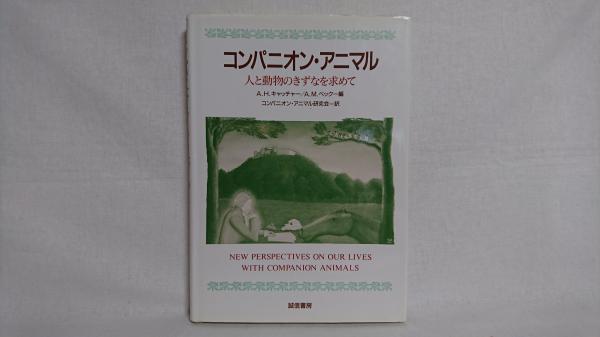 コンパニオン・アニマル
人と動物のきずなを求めて
A.H.キャッチャー/A.M.ベック―編
コンパニオン・アニマル研究会―訳
NEW PERSPECTIVES ON OUR LIVES
WITH COMPANION ANIMALS
誠信書房